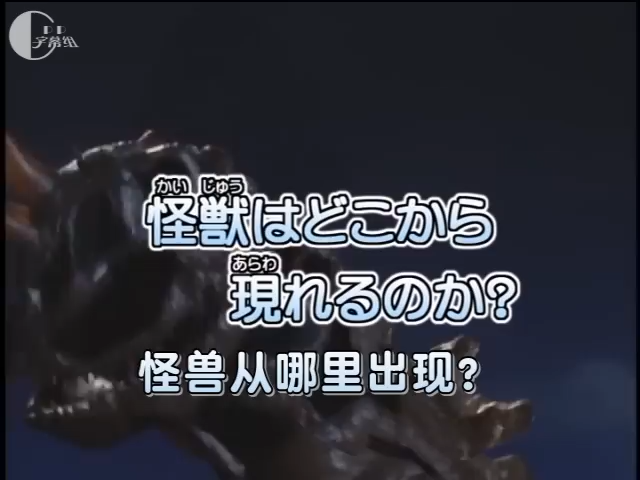 PP
字幕组
かい じゅう
怪獣はどこから
あらわ
現れるのか?
怪兽从哪里出现?